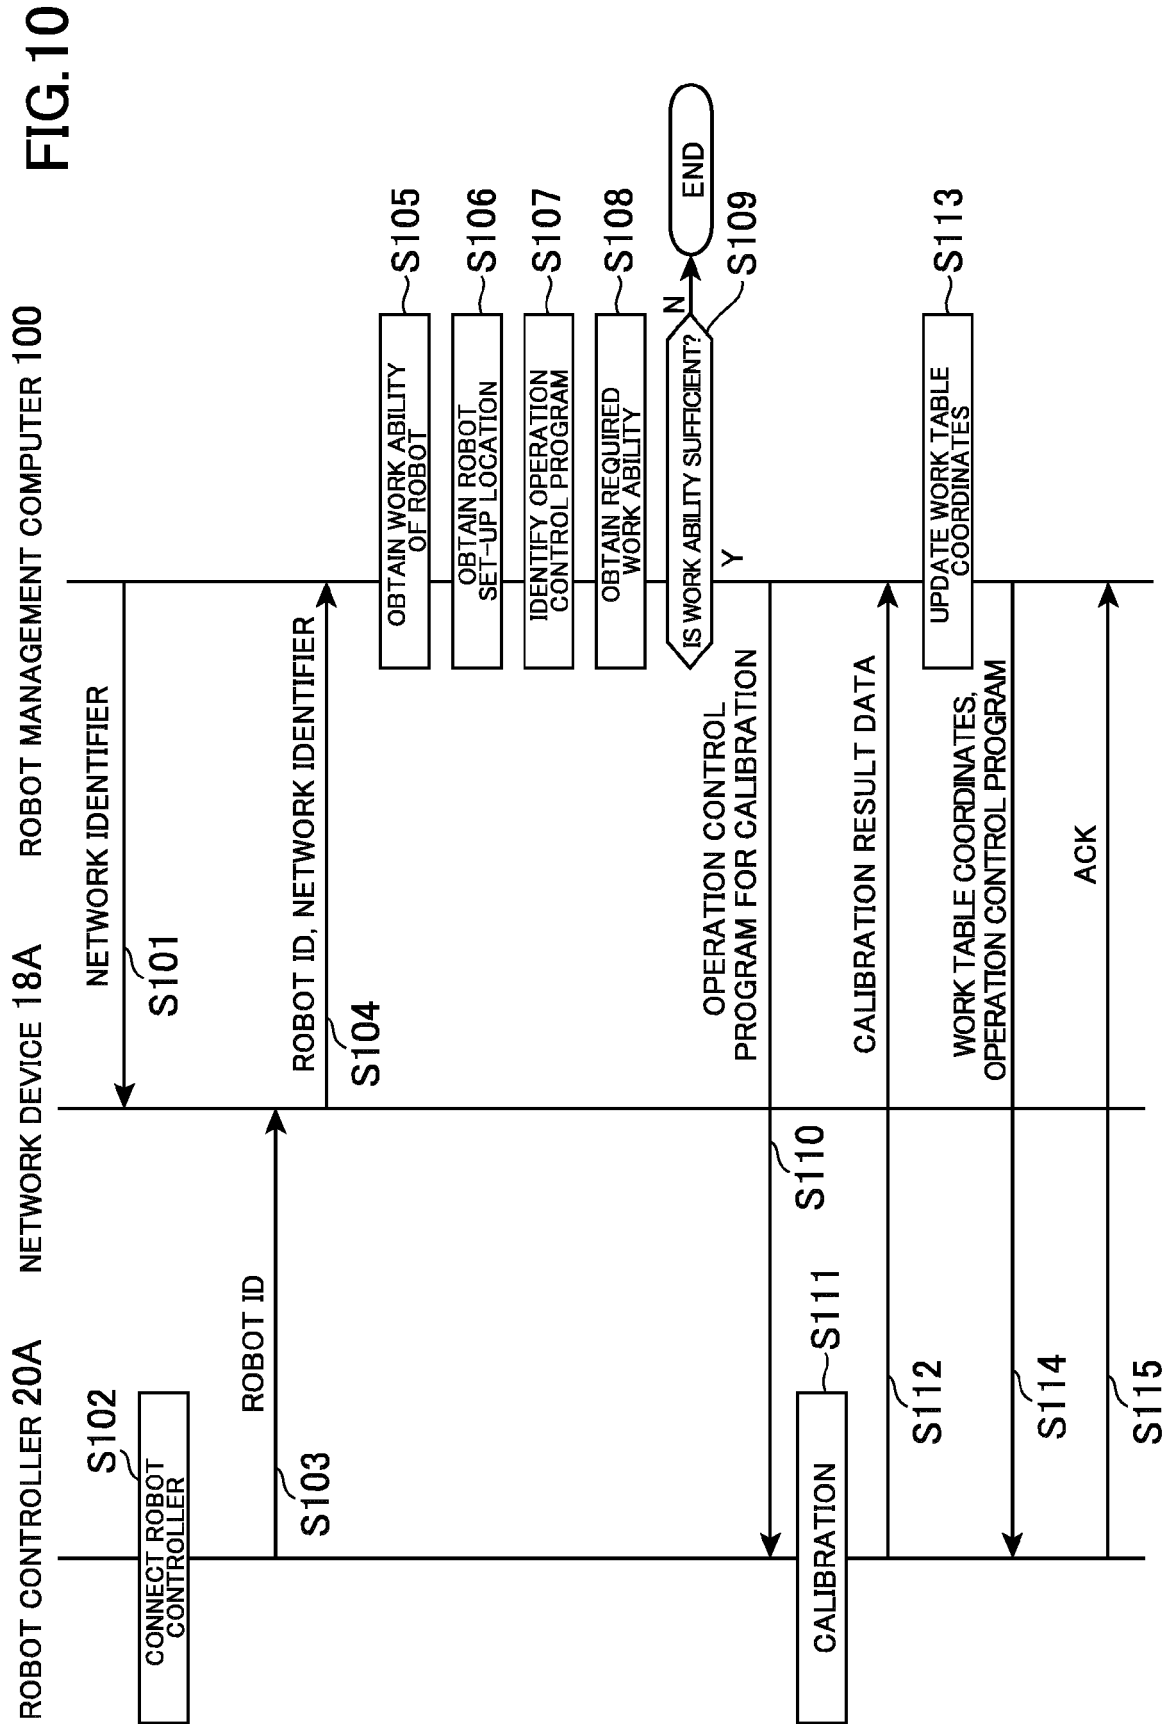 FIG.10
ROBOT CONTROLLER 20A
NETWORK DEVICE 18A
ROBOT MANAGEMENT COMPUTER 100
NETWORK IDENTIFIER
S101
S102
CONNECT ROBOT
CONTROLLER
ROBOT ID
S103
ROBOT ID, NETWORK IDENTIFIER
S104
OBTAIN WORK ABILITY
OF ROBOT
S105
OBTAIN ROBOT
SET-UP LOCATION
S106
IDENTIFY OPERATION
CONTROL PROGRAM
S107
OBTAIN REQUIRED
WORK ABILITY
S108
IS WORK ABILITY SUFFICIENT?
N
END
S109
Y
OPERATION CONTROL
PROGRAM FOR CALIBRATION
S110
CALIBRATION
S111
CALIBRATION RESULT DATA
S112
UPDATE WORK TABLE
COORDINATES
S113
WORK TABLE COORDINATES,
OPERATION CONTROL PROGRAM
S114
ACK
S115